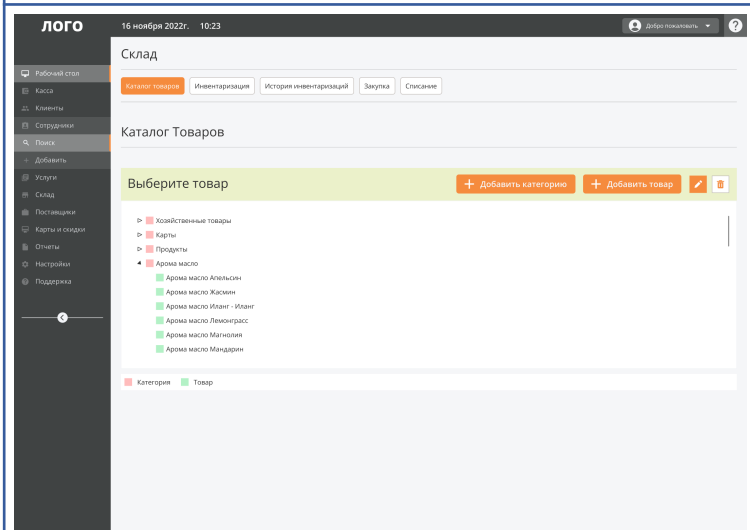 ЛОГО
16 ноября 2022г. 10:23
Добро пожаловать
?
Склад
Рабочий стол
Касса
Клиенты
Сотрудники
Поиск
Добавить
Услуги
Склад
Поставщики
Карты и скидки
Отчеты
Настройки
Поддержка
Каталог товаров
Инвентаризация
История инвентаризаций
Закупка
Списание
Каталог Товаров
Выберите товар
+ Добавить категорию
+ Добавить товар
Хозяйственные товары
Карты
Продукты
Арома масло
Арома масло Апельсин
Арома масло Жасмин
Арома масло Иланг - Иланг
Арома масло Лемонграсс
Арома масло Магнолия
Арома масло Мандарин
Категория
Товар